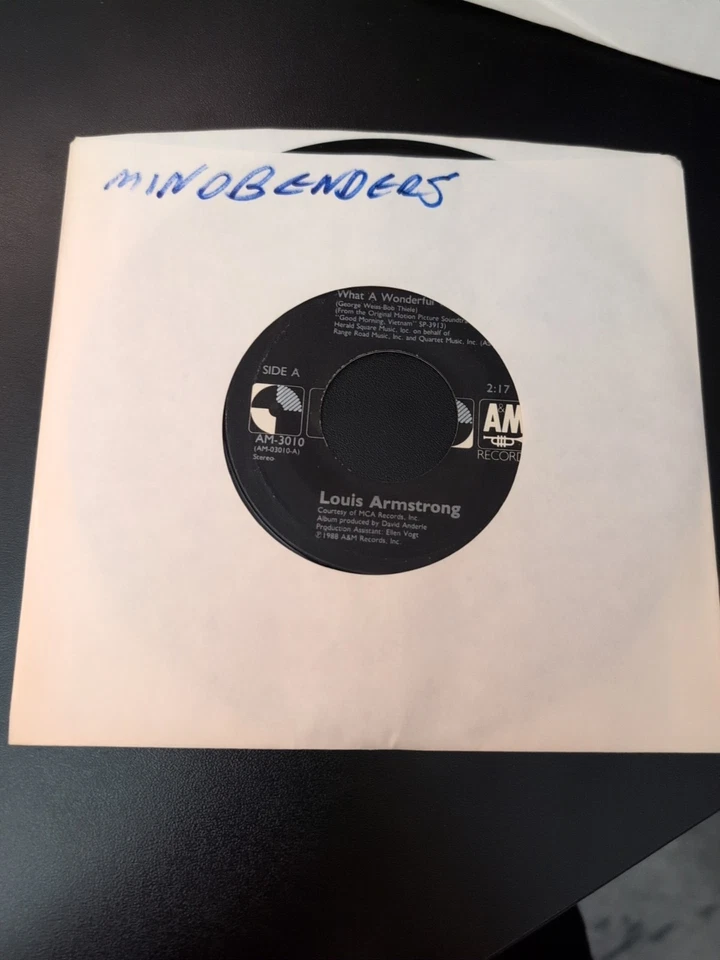 MINDBENDERS
What A Wonderful
(George Weiss-Bob Thiele)
(From the Original Motion Picture Soundtr
"Good Morning, Vietnam" SP-3913)
Herald Square Music, Inc. on behalf of
Range Road Music, Inc. and Quartet Music, Inc. (AS
SIDE A
2:17
A&M
RECORD
AM-3010
(AM-03010-A)
Stereo
Louis Armstrong
Courtesy of MCA Records, Inc.
Album produced by David Anderle
Production Assistant: Ellen Vogt
℗1988 A&M Records, Inc.